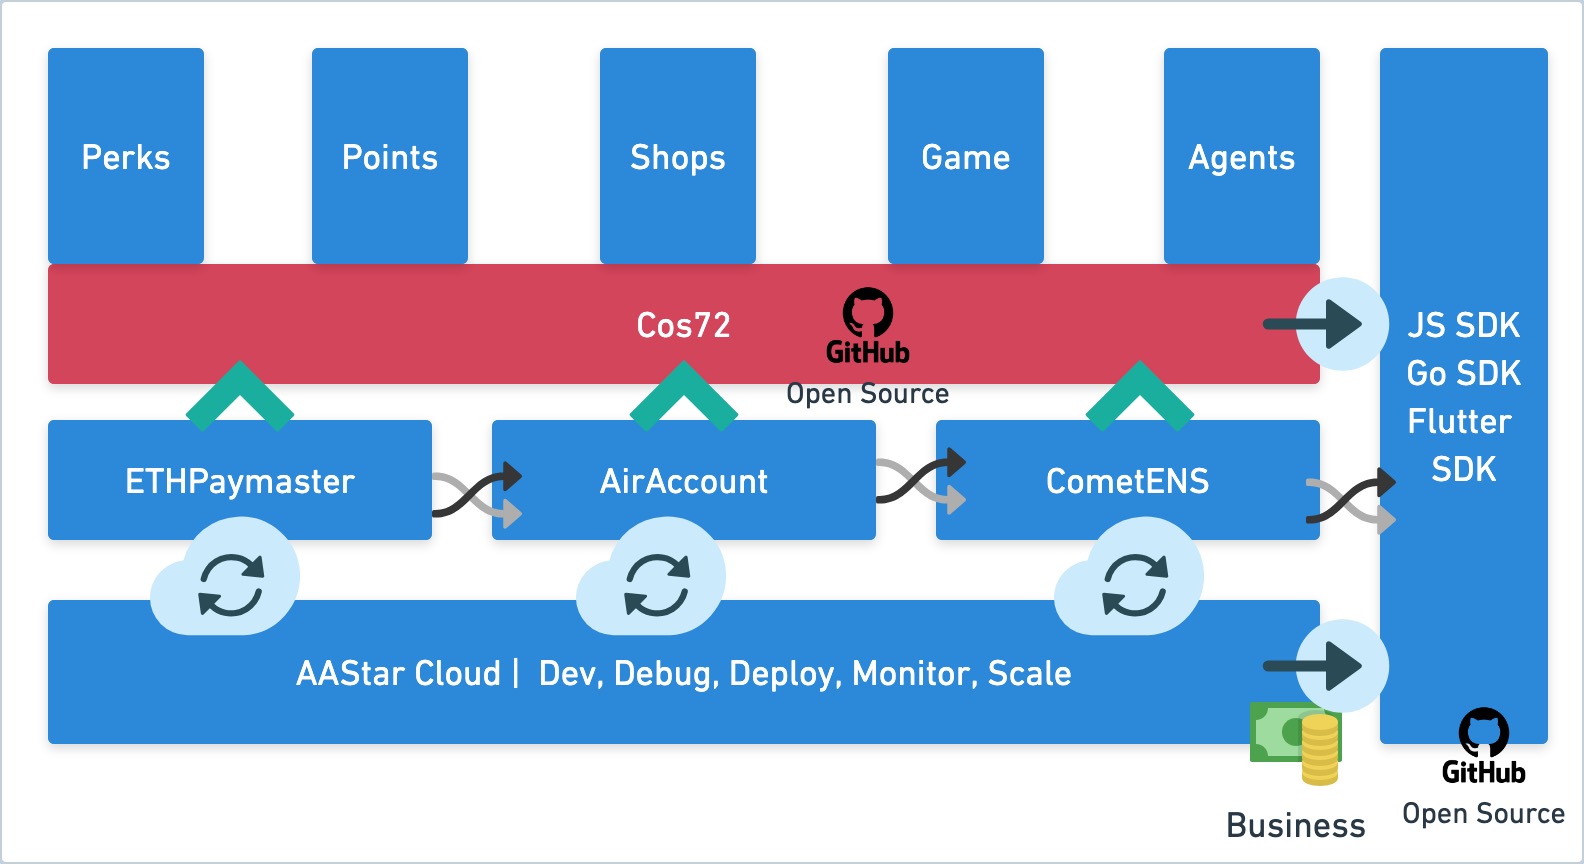 Perks
Points
Shops
Game
Agents
Cos72
GitHub
Open Source
JS SDK
Go SDK
Flutter
SDK
ETHPaymaster
AirAccount
CometENS
AAStar Cloud | Dev, Debug, Deploy, Monitor, Scale
Business
GitHub
Open Source